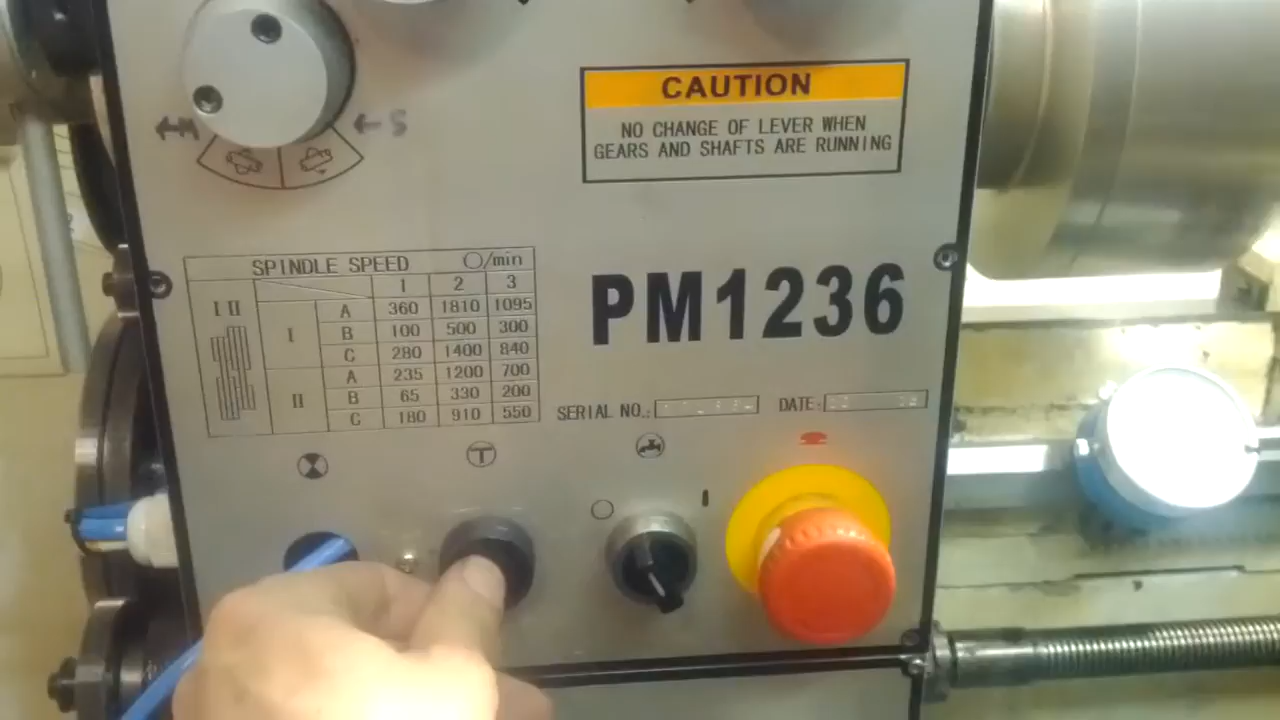 M
S
CAUTION
NO CHANGE OF LEVER WHEN
GEARS AND SHAFTS ARE RUNNING
SPINDLE SPEED /min
I II 1 2 3
I A 360 1810 1095
B 100 500 300
C 280 1400 840
II A 235 1200 700
B 65 330 200
C 180 910 550
PM1236
SERIAL NO.: DATE:
T